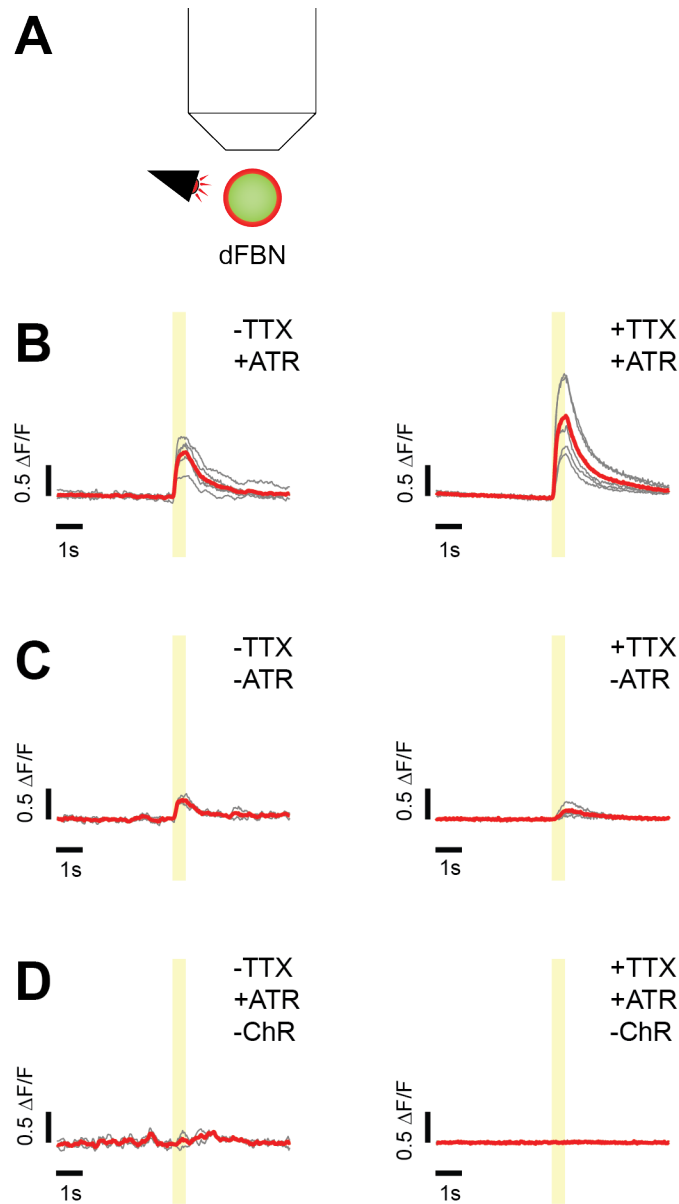 A
dFBN
B
-TTX
+ATR
0.5 ΔF/F
1s
+TTX
+ATR
0.5 ΔF/F
1s
C
-TTX
-ATR
0.5 ΔF/F
1s
+TTX
-ATR
0.5 ΔF/F
1s
D
-TTX
+ATR
-ChR
0.5 ΔF/F
1s
+TTX
+ATR
-ChR
0.5 ΔF/F
1s